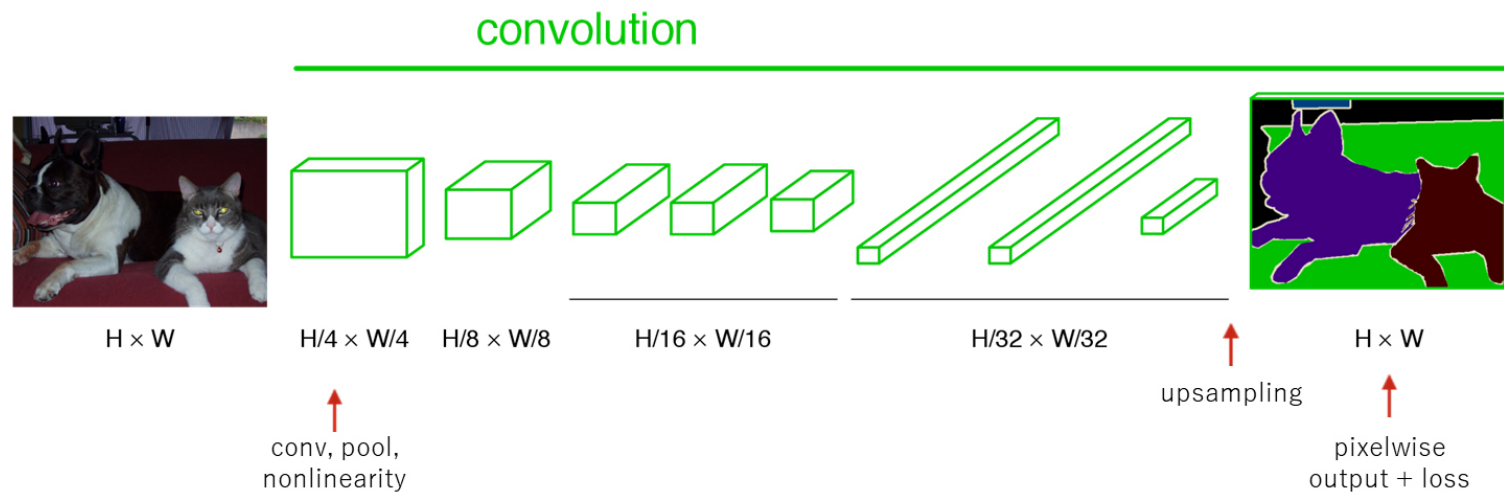 convolution
H × W
H/4 × W/4
H/8 × W/8
H/16 × W/16
H/32 × W/32
H × W
upsampling
conv, pool,
nonlinearity
pixelwise
output + loss